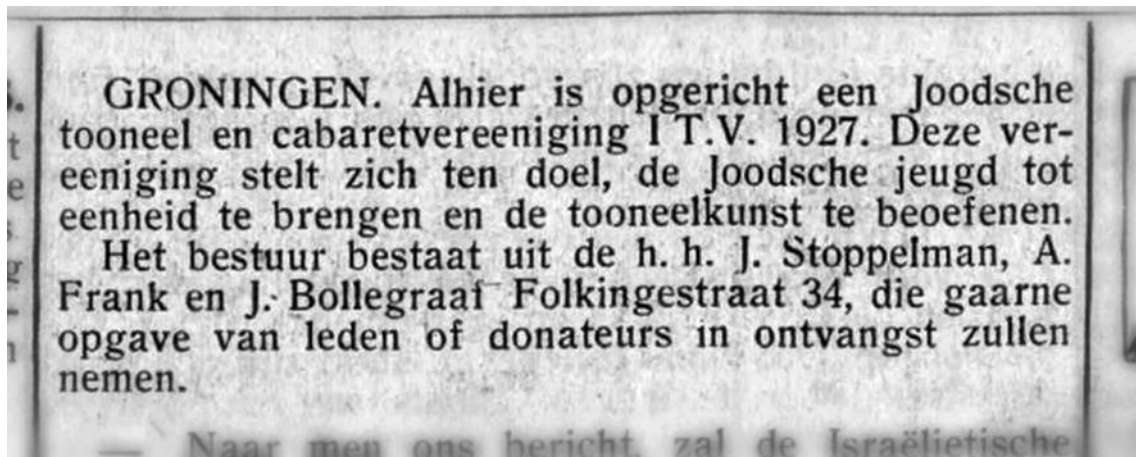 GRONINGEN. Alhier is opgericht een Joodsche
tooneel en cabaretvereeniging I T.V. 1927. Deze ver-
eeniging stelt zich ten doel, de Joodsche jeugd tot
eenheid te brengen en de tooneelkunst te beoefenen.
Het bestuur bestaat uit de h. h. J. Stoppelman, A.
Frank en J. Bollegraaf Folkingestraat 34, die gaarne
opgave van leden of donateurs in ontvangst zullen
nemen.
— Naar men ons bericht, zal de Israëlietische